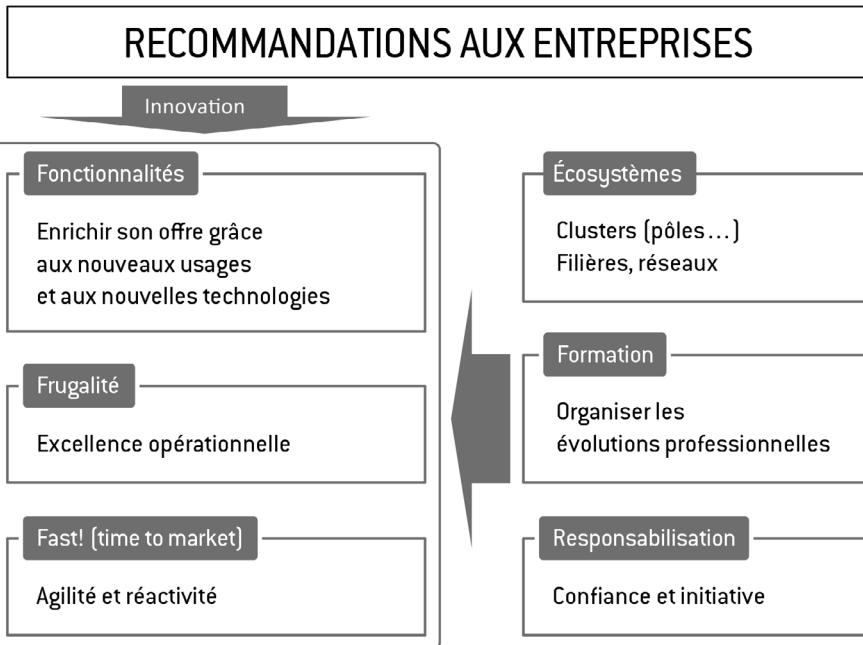 RECOMMANDATIONS AUX ENTREPRISES
Innovation
Fonctionnalités
Enrichir son offre grâce
aux nouveaux usages
et aux nouvelles technologies
Frugalité
Excellence opérationnelle
Fast! (time to market)
Agilité et réactivité
Écosystèmes
Clusters (pôles...)
Filières, réseaux
Formation
Organiser les
évolutions professionnelles
Responsabilisation
Confiance et initiative